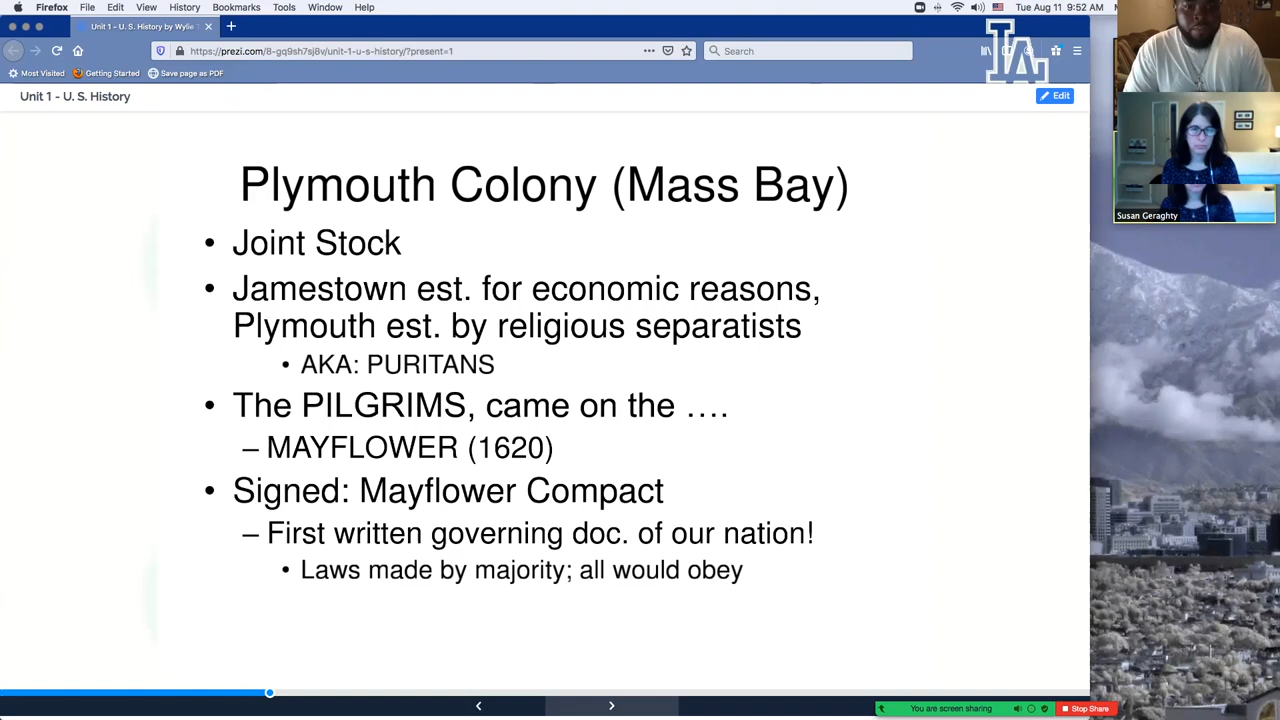 Firefox File Edit View History Bookmarks Tools Window Help Tue Aug 11 9:52 AM
Unit 1 - U. S. History by Wylie
https://prezi.com/8-gq9sh7sj8v/unit-1-u-s-history/?present=1 Search
LA
Most Visited Getting Started Save page as PDF
Unit 1 - U. S. History Edit
Plymouth Colony (Mass Bay)
• Joint Stock
• Jamestown est. for economic reasons,
Plymouth est. by religious separatists
• AKA: PURITANS
• The PILGRIMS, came on the ….
– MAYFLOWER (1620)
• Signed: Mayflower Compact
– First written governing doc. of our nation!
• Laws made by majority; all would obey
Susan Geraghty
You are screen sharing Stop Share